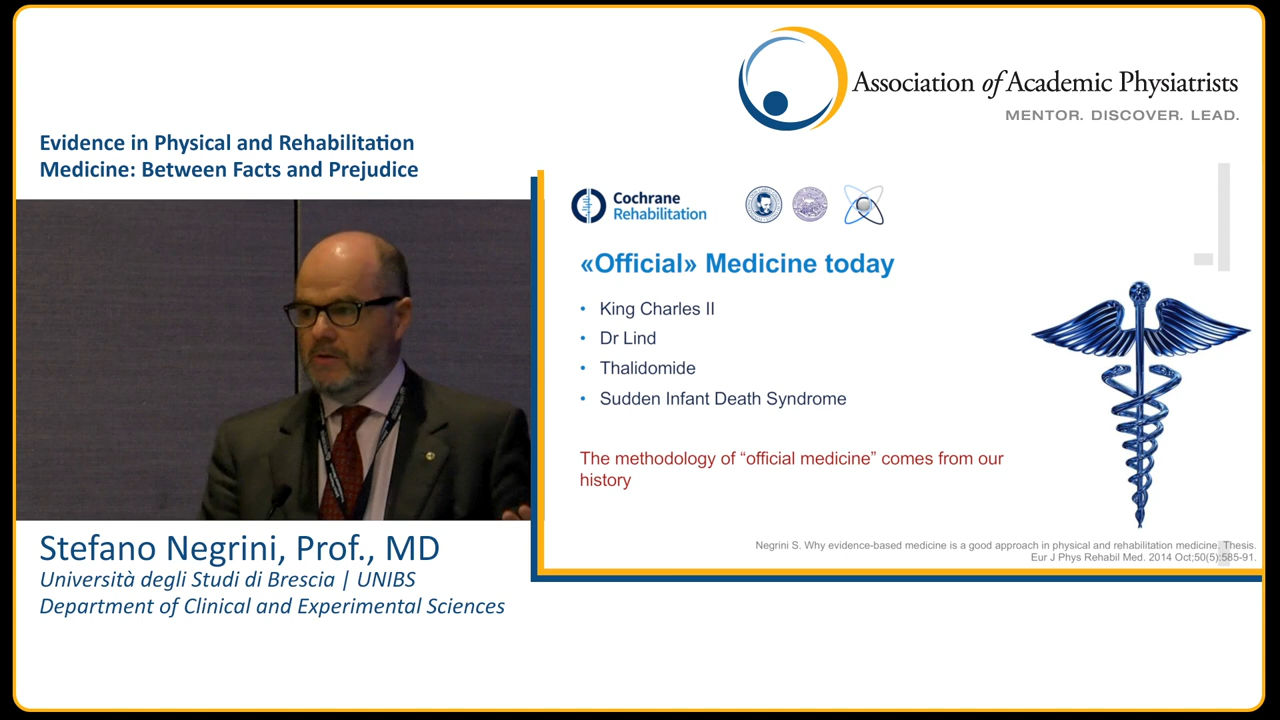 Association of Academic Physiatrists
MENTOR. DISCOVER. LEAD.
Evidence in Physical and Rehabilitation
Medicine: Between Facts and Prejudice
Cochrane
Rehabilitation
«Official» Medicine today
• King Charles II
• Dr Lind
• Thalidomide
• Sudden Infant Death Syndrome
The methodology of “official medicine” comes from our
history
Negrini S. Why evidence-based medicine is a good approach in physical and rehabilitation medicine. Thesis.
Eur J Phys Rehabil Med. 2014 Oct;50(5):585-91.
Stefano Negrini, Prof., MD
Università degli Studi di Brescia | UNIBS
Department of Clinical and Experimental Sciences